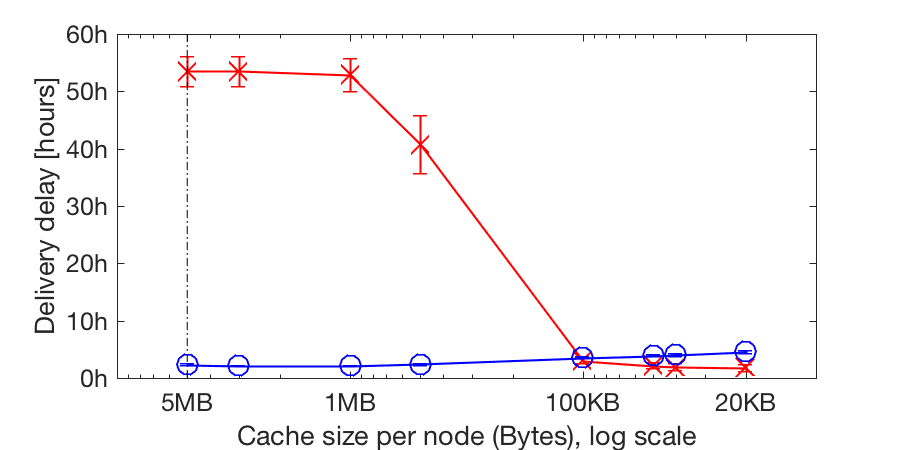 60h
50h
40h
30h
20h
10h
0h
Delivery delay [hours]
5MB 1MB 100KB 20KB
Cache size per node (Bytes), log scale